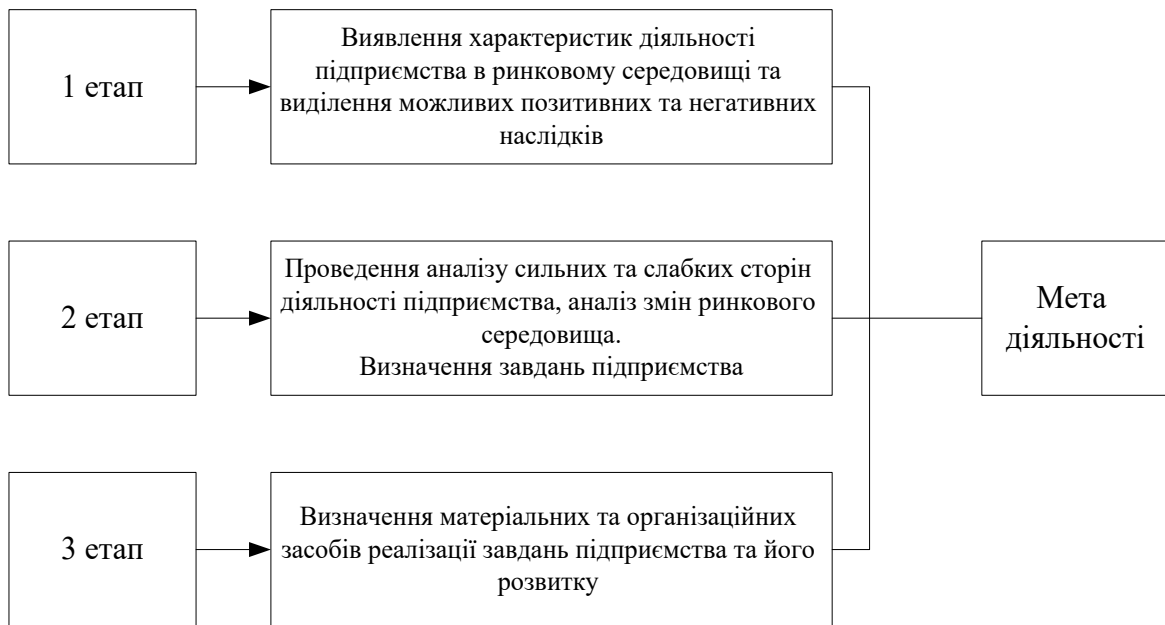 1 етап
Виявлення характеристик діяльності
підприємства в ринковому середовищі та
виділення можливих позитивних та негативних
наслідків
2 етап
Проведення аналізу сильних та слабких сторін
діяльності підприємства, аналіз змін ринкового
середовища.
Визначення завдань підприємства
Мета
діяльності
3 етап
Визначення матеріальних та організаційних
засобів реалізації завдань підприємства та його
розвитку